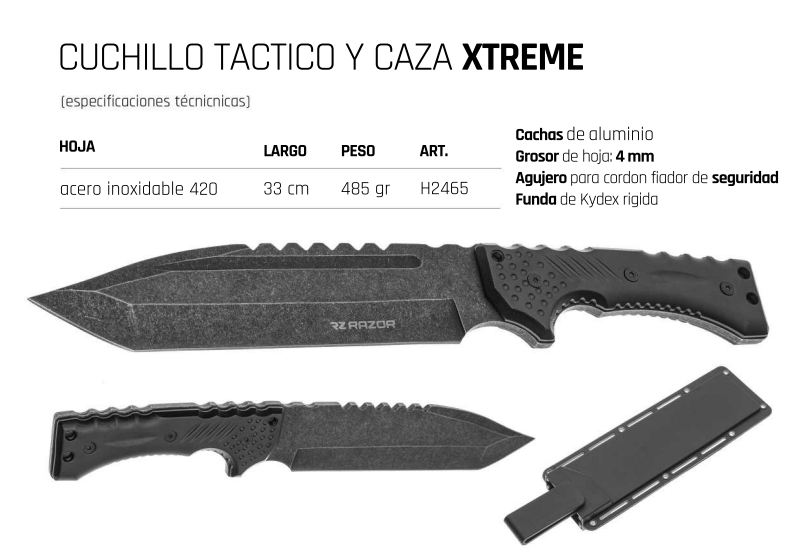 CUCHILLO TACTICO Y CAZA XTREME
(especificaciones técnicnicas)
HOJA LARGO PESO ART.
acero inoxidable 420 33 cm 485 gr H2465
Cachas de aluminio
Grosor de hoja: 4 mm
Agujero para cordon fiador de seguridad
Funda de Kydex rigida
RZ RAZOR